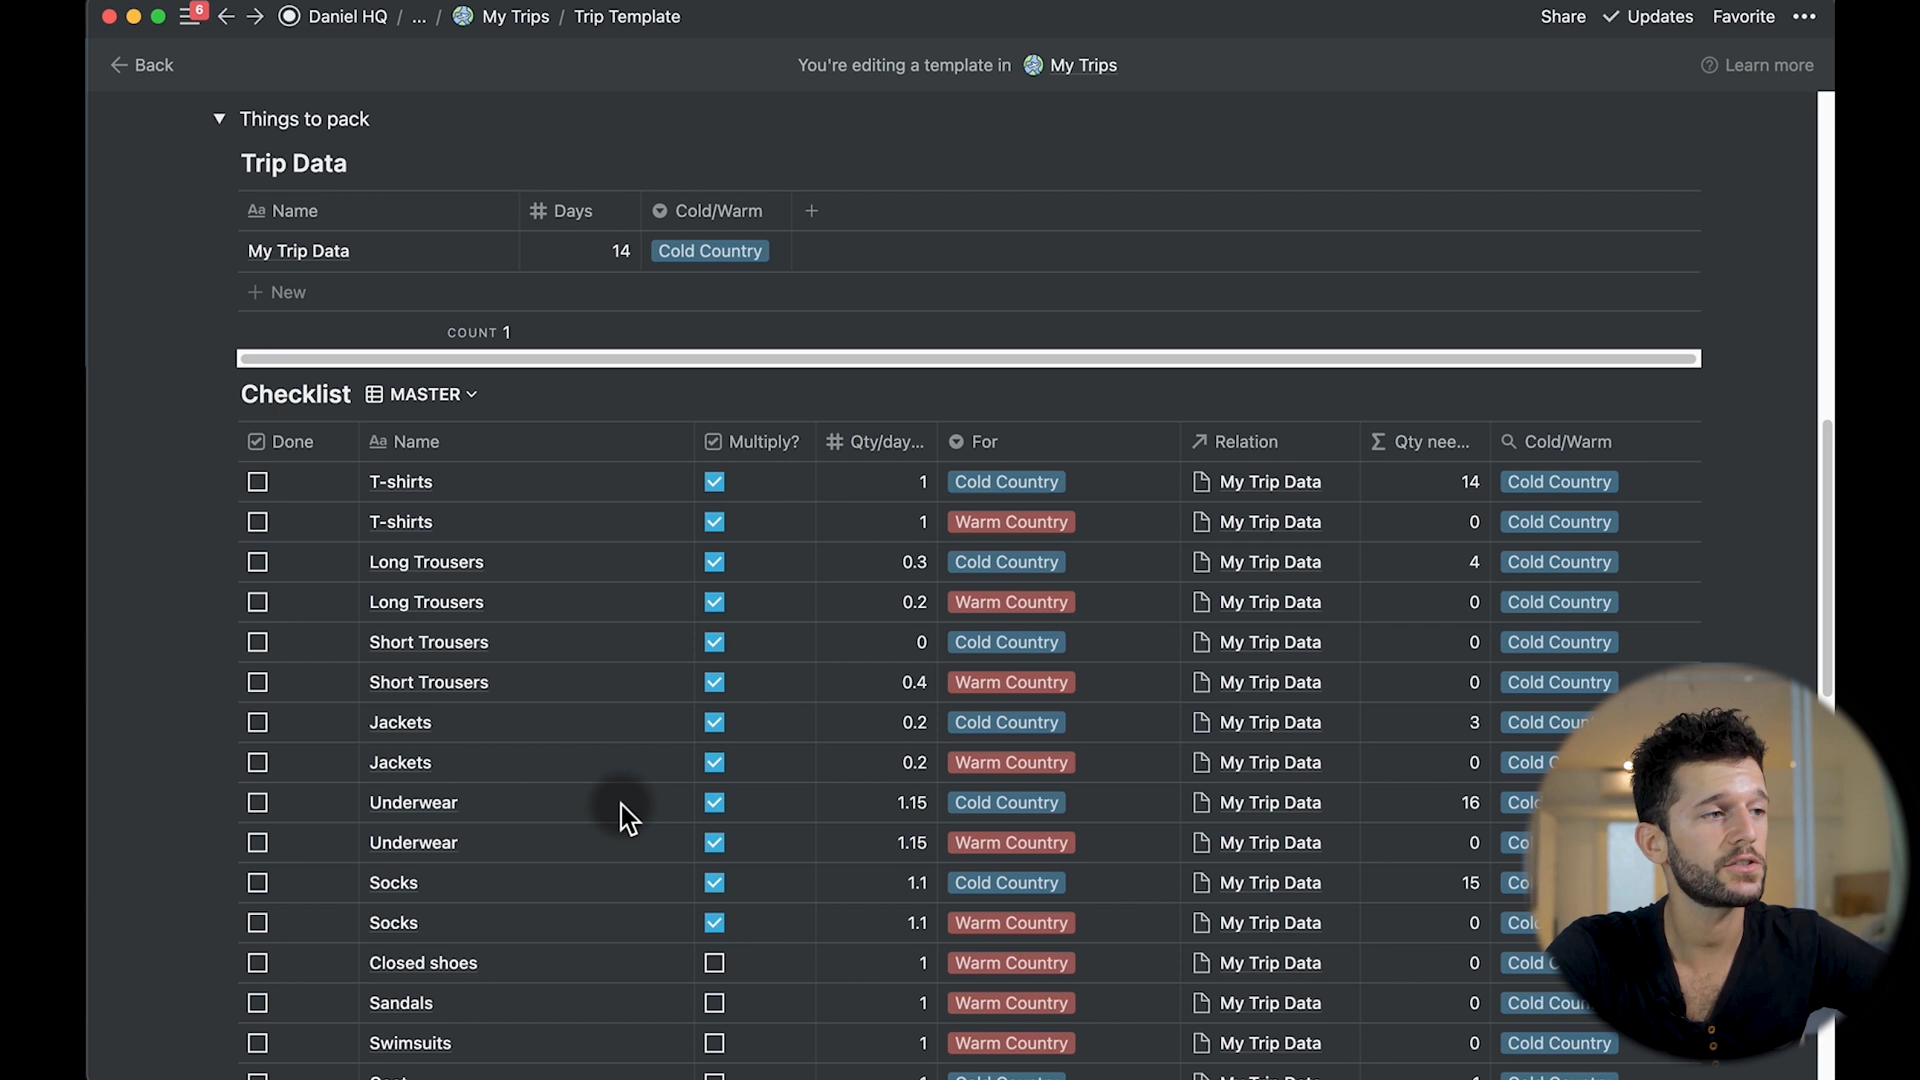 6 Daniel HQ / ... / My Trips / Trip Template Share Updates Favorite •••
Back You're editing a template in My Trips Learn more
Things to pack
Trip Data
Aa Name # Days Cold/Warm +
My Trip Data 14 Cold Country
+ New
COUNT 1
Checklist MASTER
Done Aa Name Multiply? # Qty/day... For Relation Σ Qty nee... Cold/Warm
T-shirts 1 Cold Country My Trip Data 14 Cold Country
T-shirts 1 Warm Country My Trip Data 0 Cold Country
Long Trousers 0.3 Cold Country My Trip Data 4 Cold Country
Long Trousers 0.2 Warm Country My Trip Data 0 Cold Country
Short Trousers 0 Cold Country My Trip Data 0 Cold Country
Short Trousers 0.4 Warm Country My Trip Data 0 Cold Country
Jackets 0.2 Cold Country My Trip Data 3 Cold
Jackets 0.2 Warm Country My Trip Data 0 Cold
Underwear 1.15 Cold Country My Trip Data 16
Underwear 1.15 Warm Country My Trip Data 0
Socks 1.1 Cold Country My Trip Data 15
Socks 1.1 Warm Country My Trip Data 0
Closed shoes 1 Warm Country My Trip Data 0 Cold
Sandals 1 Warm Country My Trip Data 0 Cold
Swimsuits 1 Warm Country My Trip Data 0 Cold Country